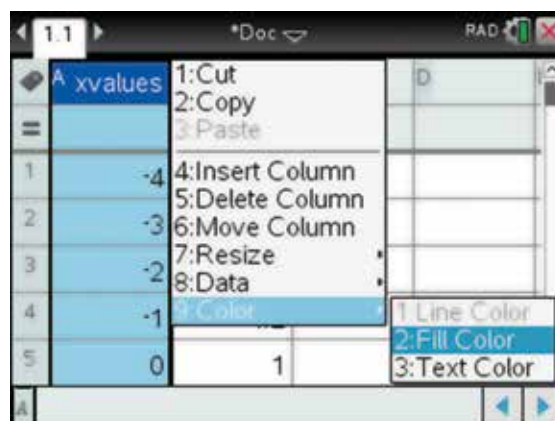 1.1 *Doc RAD
A xvalues D
=
1:Cut
2:Copy
3:Paste
4:Insert Column
5:Delete Column
6:Move Column
7:Resize
8:Data
9:Color
1:Line Color
2:Fill Color
3:Text Color
1 -4
2 -3
3 -2
4 -1
5 0 1
A